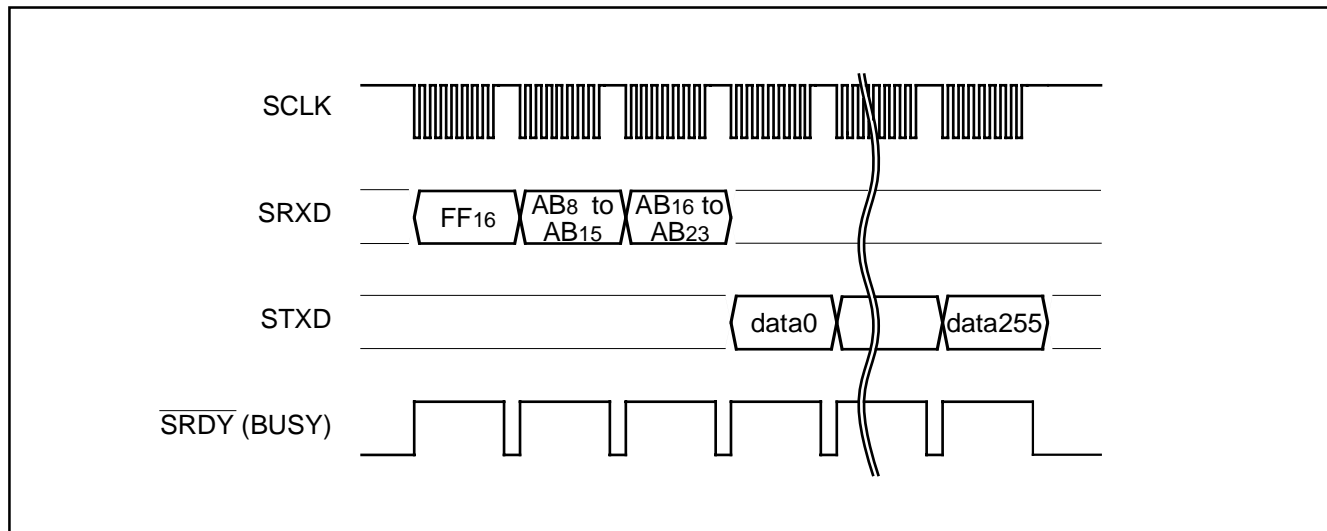 SCLK
SRXD
FF16
AB8 to
AB15
AB16 to
AB23
STXD
data0
data255
SRDY (BUSY)